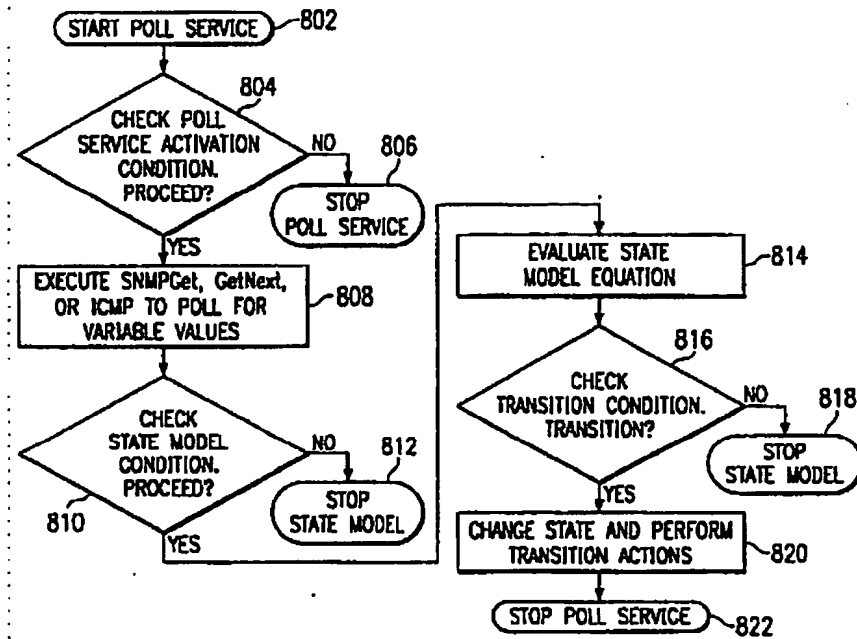 START POLL SERVICE
802
804
CHECK POLL
SERVICE ACTIVATION
CONDITION.
PROCEED?
NO
806
STOP
POLL SERVICE
YES
EXECUTE SNMPGet, GetNext,
OR ICMP TO POLL FOR
VARIABLE VALUES
808
CHECK
STATE MODEL
CONDITION.
PROCEED?
810
NO
812
STOP
STATE MODEL
YES
EVALUATE STATE
MODEL EQUATION
814
816
CHECK
TRANSITION CONDITION.
TRANSITION?
NO
818
STOP
STATE MODEL
YES
CHANGE STATE AND PERFORM
TRANSITION ACTIONS
820
STOP POLL SERVICE
822